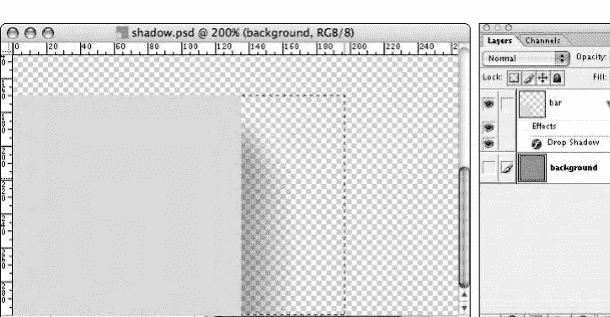 shadow.psd @ 200% (background, RGB/8)
0 20 40 60 80 100 120 140 160 180 200 220 240 2
Layers Channels
Normal Opacity:
Lock: Fill:
bar
Effects
Drop Shadow
background